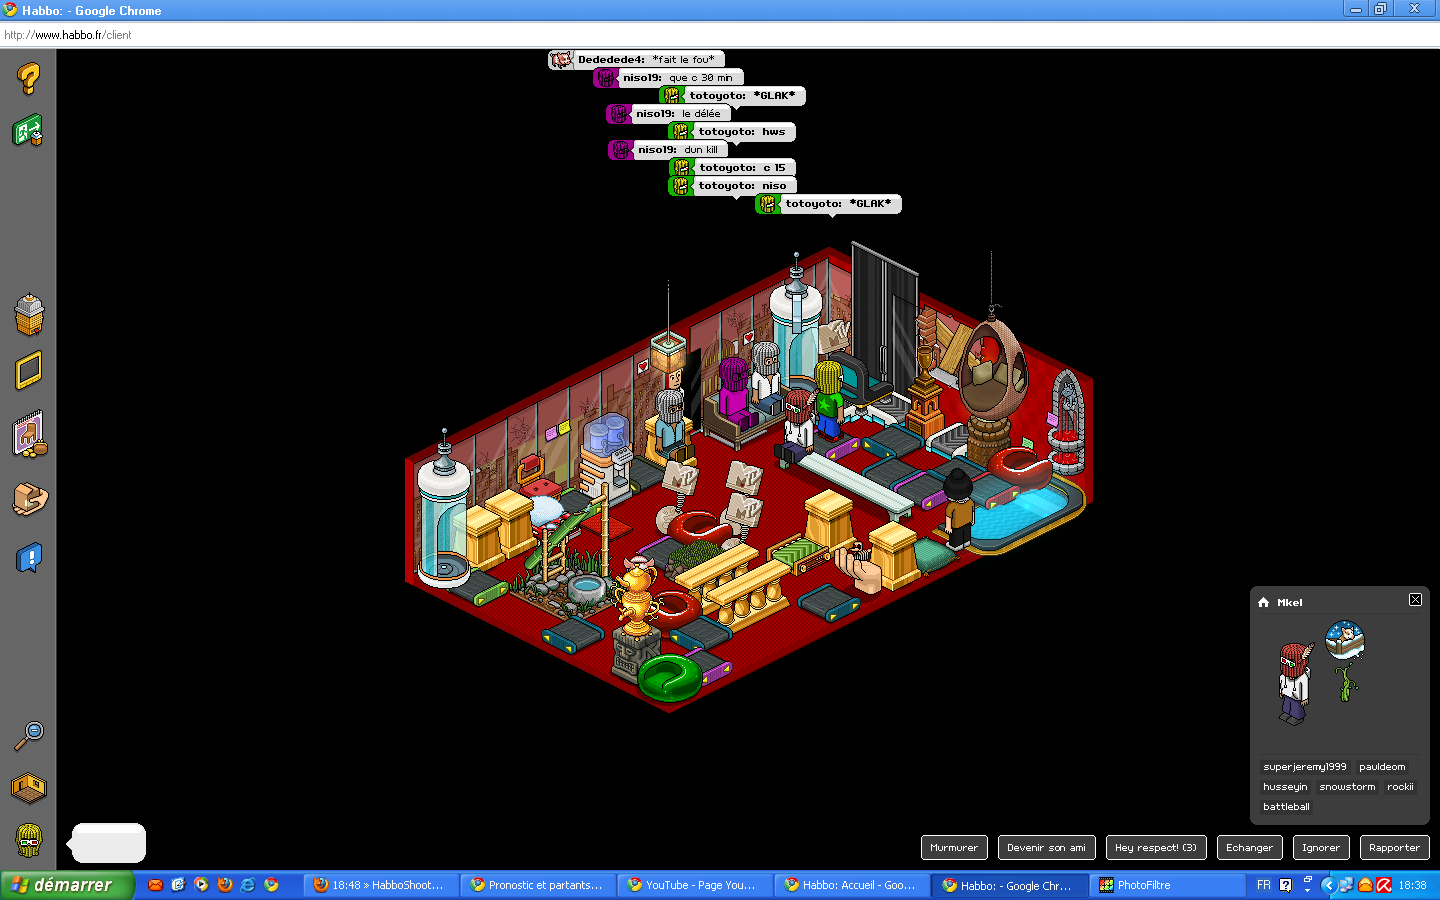 Habbo: - Google Chrome
http://www.habbo.fr/client
Dededede4: *fait le fou*
niso19: que c 30 min
totoyoto: *GLAK*
niso19: le délée
totoyoto: hws
niso19: dun kill
totoyoto: c 15
totoyoto: niso
totoyoto: *GLAK*
Mkel
superjeremy1999 pauldeom
husseyin snowstorm rockii
battleball
Murmurer Devenir son ami Hey respect! (3) Echanger Ignorer Rapporter
démarrer 18:48 » HabboShoot... Pronostic et partants... YouTube - Page You... Habbo: Accueil - Goo... Habbo: - Google Chr... PhotoFiltre FR 18:38